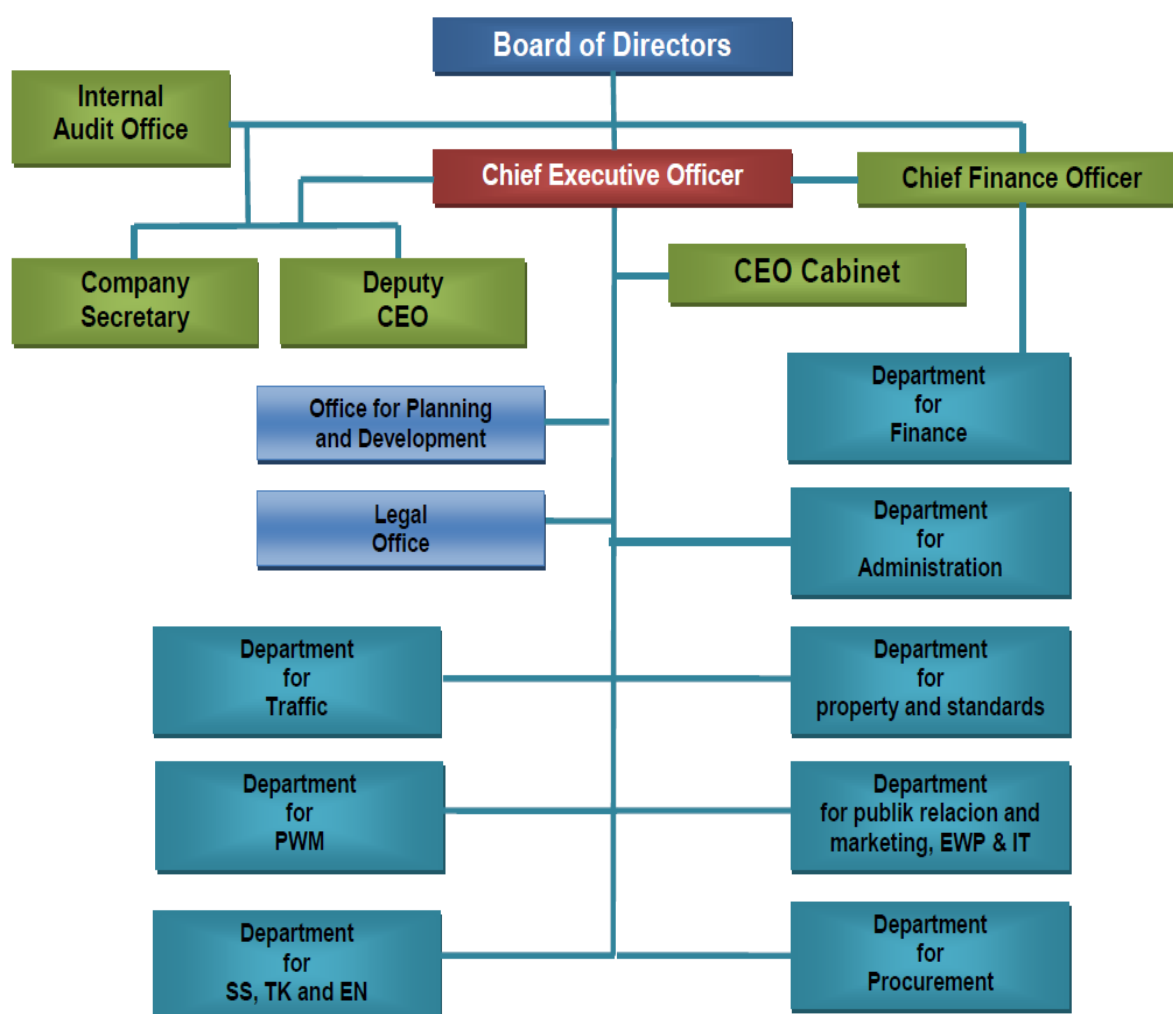 Board of Directors
Internal
Audit Office
Chief Executive Officer
Chief Finance Officer
Company
Secretary
Deputy
CEO
CEO Cabinet
Office for Planning
and Development
Department
for
Finance
Legal
Office
Department
for
Administration
Department
for
Traffic
Department
for
property and standards
Department
for
PWM
Department
for publik relacion and
marketing, EWP & IT
Department
for
SS, TK and EN
Department
for
Procurement